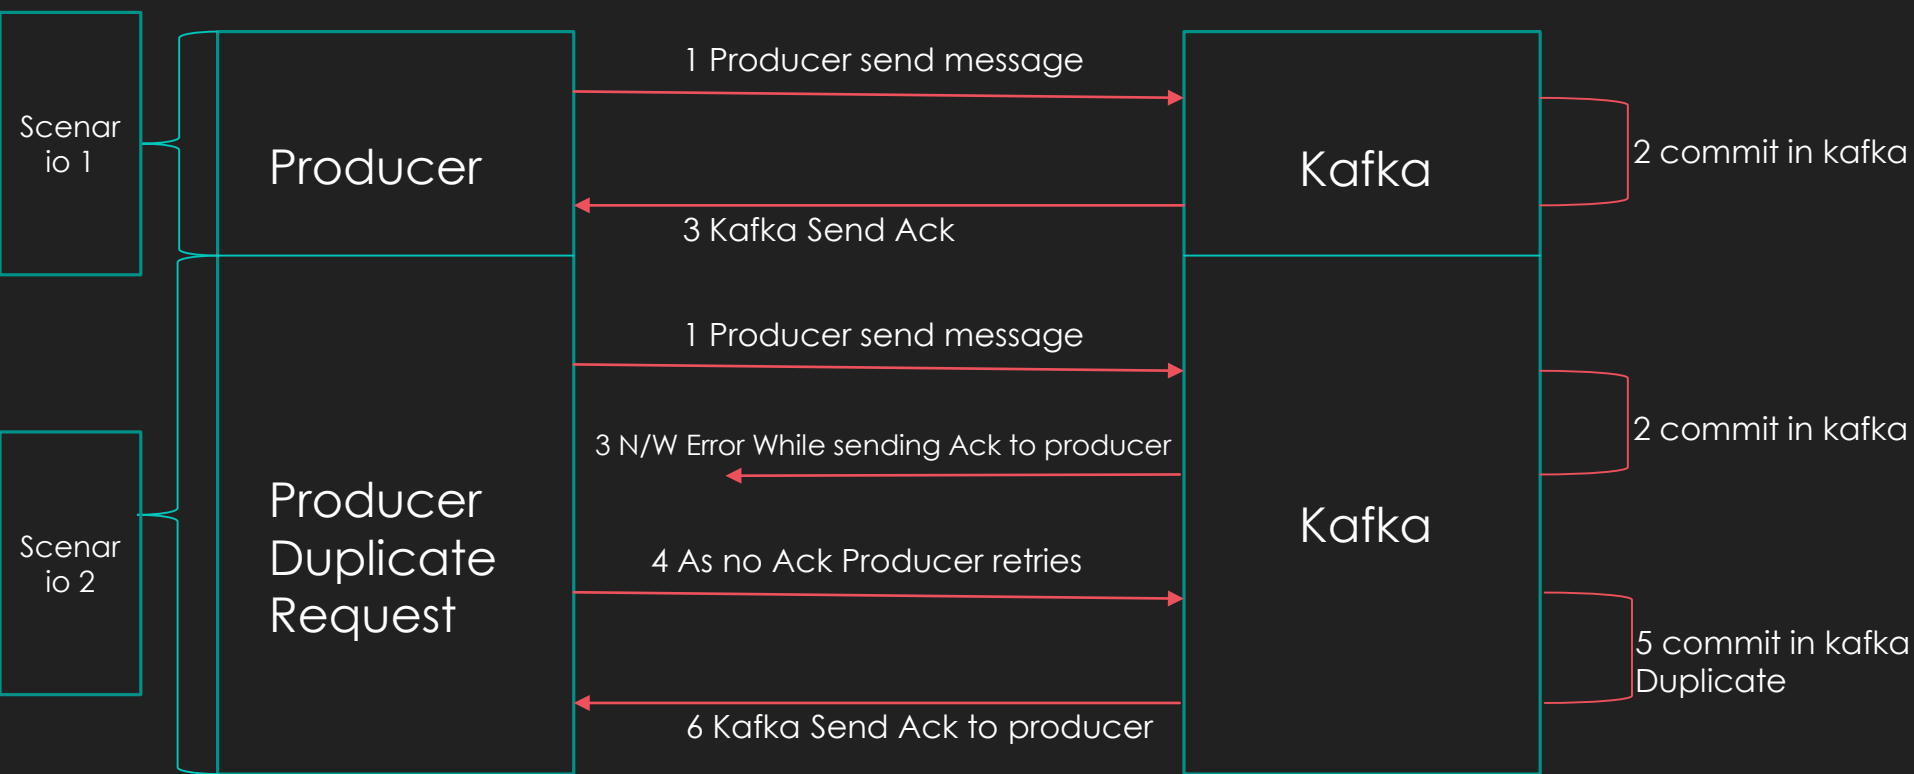 Scenar
io 1
Producer
1 Producer send message
3 Kafka Send Ack
Kafka
2 commit in kafka
Scenar
io 2
Producer
Duplicate
Request
1 Producer send message
3 N/W Error While sending Ack to producer
4 As no Ack Producer retries
6 Kafka Send Ack to producer
Kafka
2 commit in kafka
5 commit in kafka
Duplicate